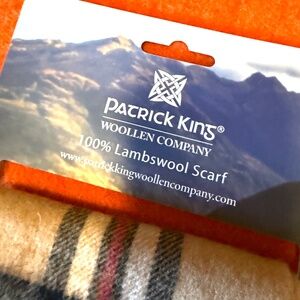 PATRICK KING®
WOOLLEN COMPANY
100% Lambswool Scarf
www.patrickkingwoollencompany.com